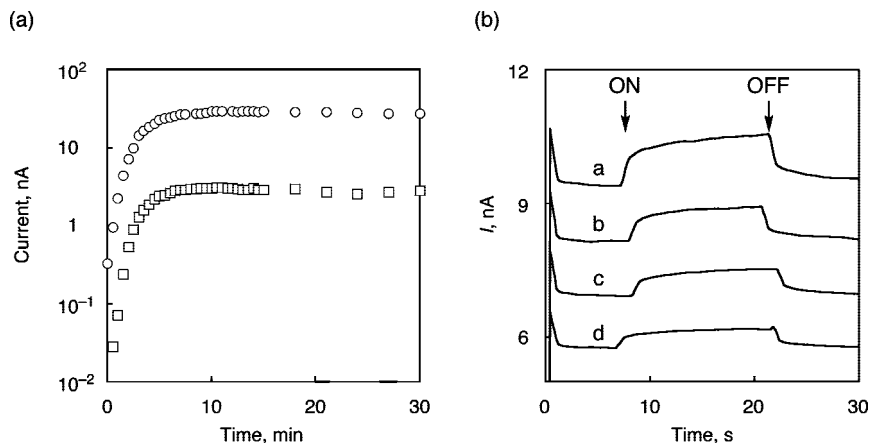 (a)
10²
10
1
10⁻¹
10⁻²
Current, nA
0 10 20 30
Time, min
(b)
12
9
6
I, nA
ON OFF
a
b
c
d
0 10 20 30
Time, s